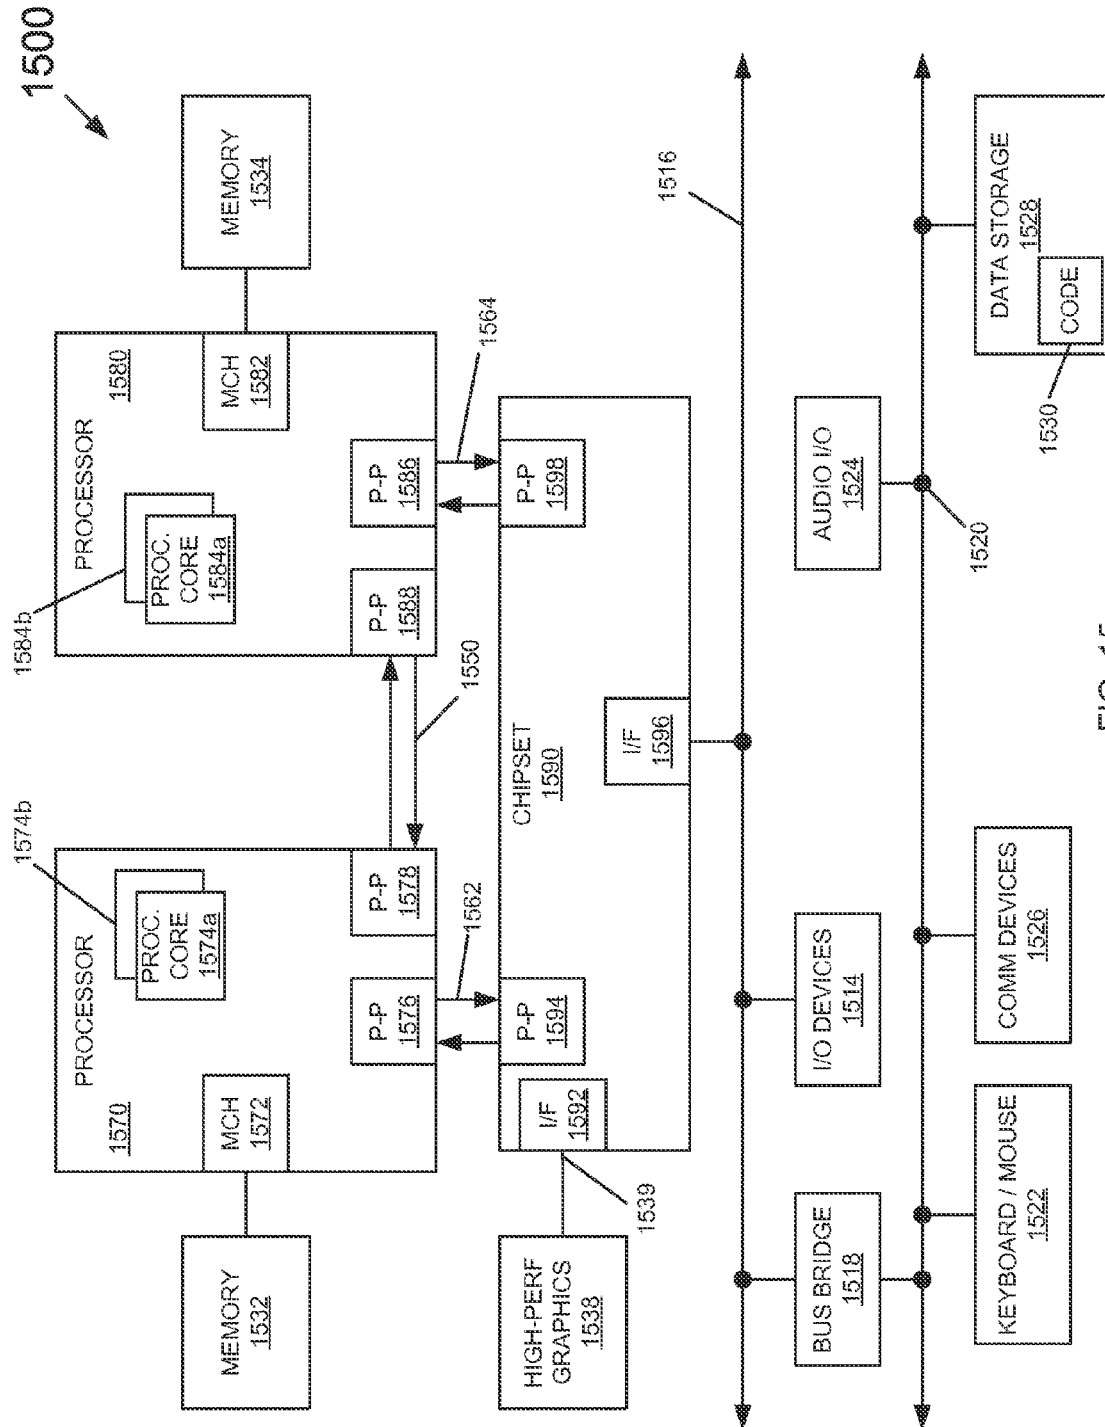 1500
1574b
1584b
PROCESSOR
1570
PROC.
CORE
1574a
MCH
1572
P-P
1576
P-P
1578
PROCESSOR
1580
PROC.
CORE
1584a
MCH
1582
P-P
1588
P-P
1586
MEMORY
1532
MEMORY
1534
1562
1550
1564
HIGH-PERF
GRAPHICS
1538
1539
I/F
1592
P-P
1594
CHIPSET
1590
P-P
1598
I/F
1596
1516
BUS BRIDGE
1518
I/O DEVICES
1514
AUDIO I/O
1524
1520
KEYBOARD / MOUSE
1522
COMM DEVICES
1526
DATA STORAGE
1528
CODE
1530